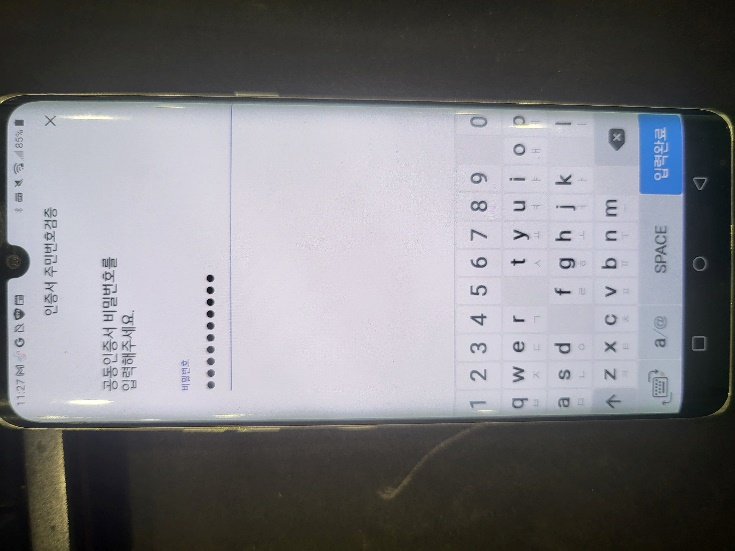 11:27
85%
인증서 주민번호검증
공동인증서 비밀번호를
입력해주세요.
비밀번호
●●●●●●●●●●
1 2 3 4 5 6 7 8 9 0
q w e r t y u i o p
a s d f g h j k l
z x c v b n m
a/@ SPACE 입력완료